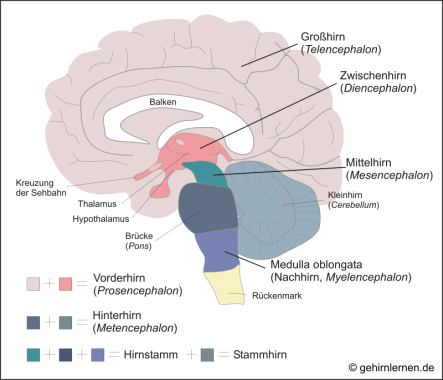 Großhirn
(Telencephalon)
Zwischenhirn
(Diencephalon)
Balken
Mittelhirn
(Mesencephalon)
Kreuzung
der Sehbahn
Thalamus
Hypothalamus
Kleinhirn
(Cerebellum)
Brücke
(Pons)
Medulla oblongata
(Nachhirn, Myelencephalon)
Rückenmark
+ = Vorderhirn
(Prosencephalon)
+ = Hinterhirn
(Metencephalon)
+ + = Hirnstamm + = Stammhirn
© gehirnlernen.de